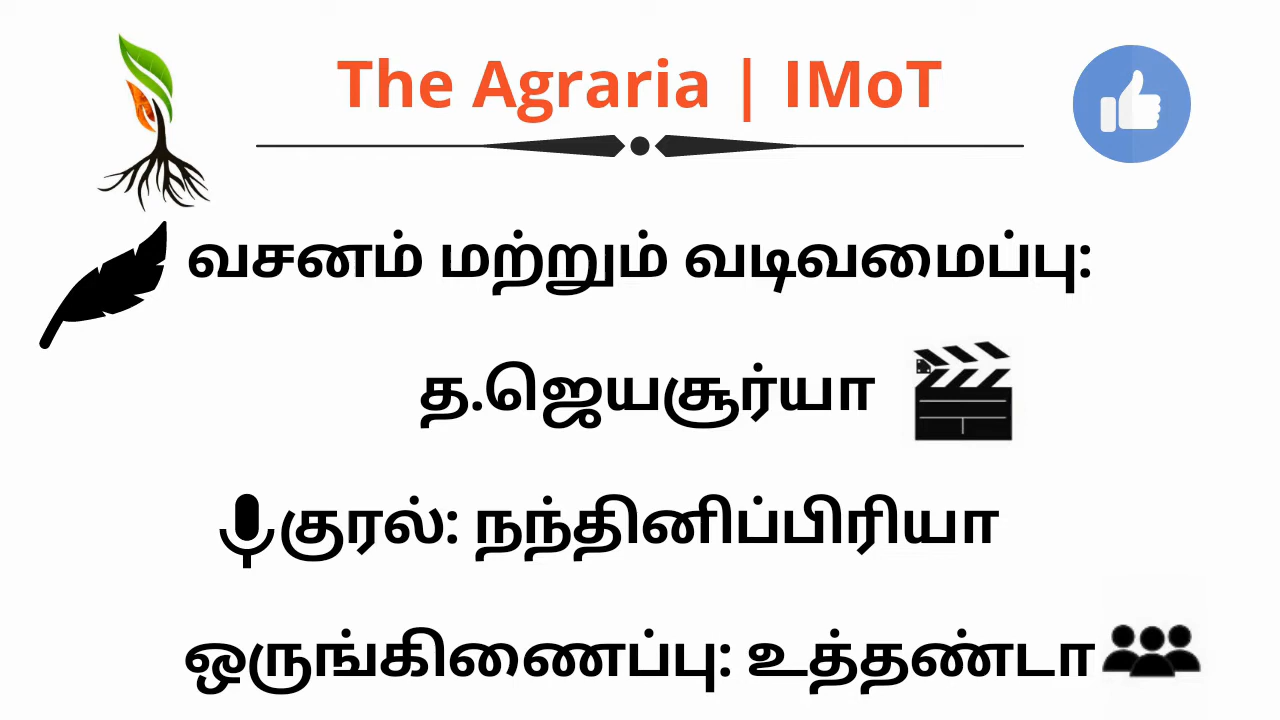 The Agraria | IMoT
வசனம் மற்றும் வடிவமைப்பு:
த.ஜெயசூர்யா
குரல்: நந்தினிப்பிரியா
ஒருங்கிணைப்பு: உத்தண்டா